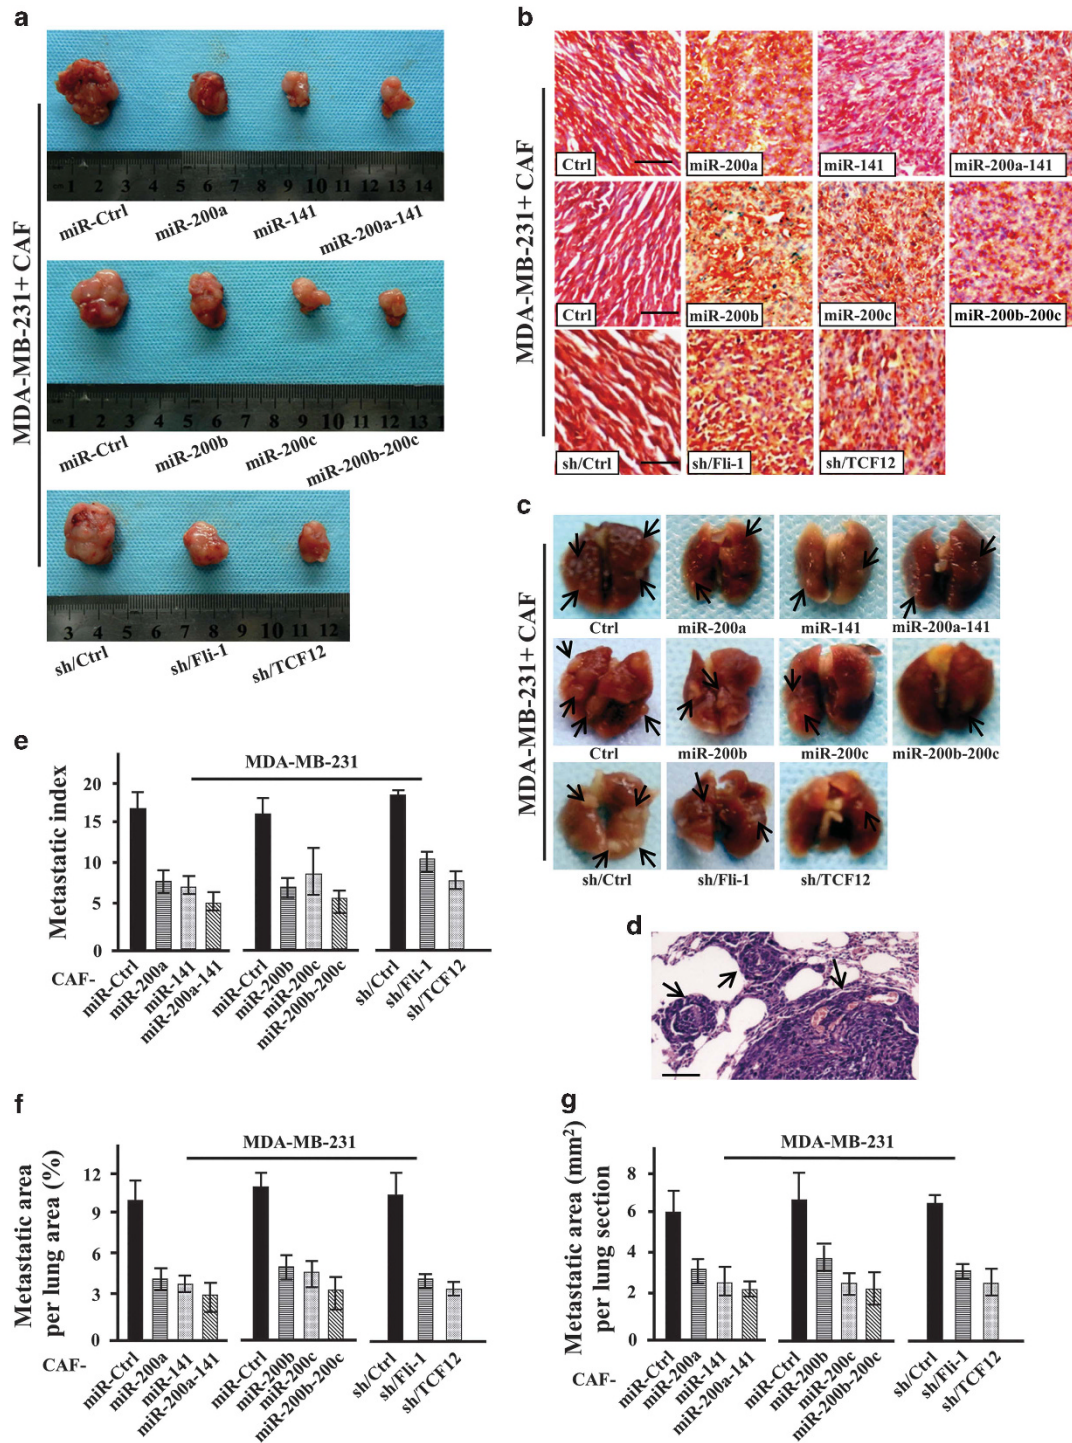 a
MDA-MB-231+ CAF
1 2 3 4 5 6 7 8 9 10 11 12 13 14
miR-Ctrl miR-200a miR-141 miR-200a-141
1 2 3 4 5 6 7 8 9 10 11 12 13 1
miR-Ctrl miR-200b miR-200c miR-200b-200c
3 4 5 6 7 8 9 10 11 12
sh/Ctrl sh/Fli-1 sh/TCF12
b
MDA-MB-231+ CAF
Ctrl miR-200a miR-141 miR-200a-141
Ctrl miR-200b miR-200c miR-200b-200c
sh/Ctrl sh/Fli-1 sh/TCF12
c
MDA-MB-231+ CAF
Ctrl miR-200a miR-141 miR-200a-141
Ctrl miR-200b miR-200c miR-200b-200c
sh/Ctrl sh/Fli-1 sh/TCF12
d
e
MDA-MB-231
Metastatic index
20
15
10
5
0
CAF-
miR-Ctrl miR-200a miR-141 miR-200a-141 miR-Ctrl miR-200b miR-200c miR-200b-200c sh/Ctrl sh/Fli-1 sh/TCF12
f
MDA-MB-231
Metastatic area
per lung area (%)
12
9
6
3
0
CAF-
miR-Ctrl miR-200a miR-141 miR-200a-141 miR-Ctrl miR-200b miR-200c miR-200b-200c sh/Ctrl sh/Fli-1 sh/TCF12
g
MDA-MB-231
Metastatic area (mm²)
per lung section
8
6
4
2
0
CAF-
miR-Ctrl miR-200a miR-141 miR-200a-141 miR-Ctrl miR-200b miR-200c miR-200b-200c sh/Ctrl sh/Fli-1 sh/TCF12